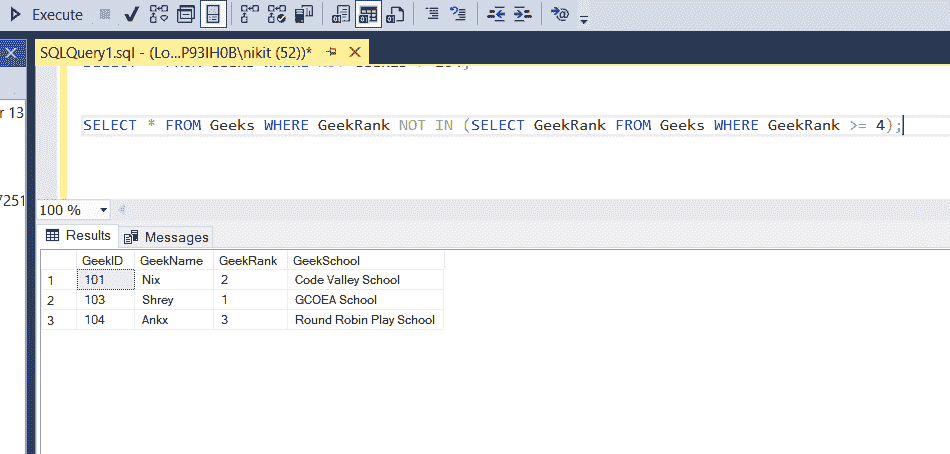 Execute
SQLQuery1.sql - (Lo...P93IH0B\nikit (52))*
r 13
SELECT * FROM Geeks WHERE GeekRank NOT IN (SELECT GeekRank FROM Geeks WHERE GeekRank >= 4);
7251
100 %
Results Messages
GeekID GeekName GeekRank GeekSchool
1 101 Nix 2 Code Valley School
2 103 Shrey 1 GCOEA School
3 104 Ankx 3 Round Robin Play School